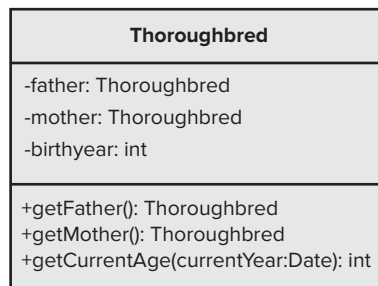 Thoroughbred
-father: Thoroughbred
-mother: Thoroughbred
-birthyear: int
+getFather(): Thoroughbred
+getMother(): Thoroughbred
+getCurrentAge(currentYear:Date): int